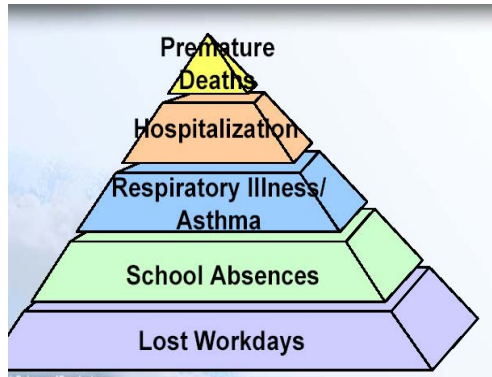 Premature
Deaths
Hospitalization
Respiratory Illness/
Asthma
School Absences
Lost Workdays